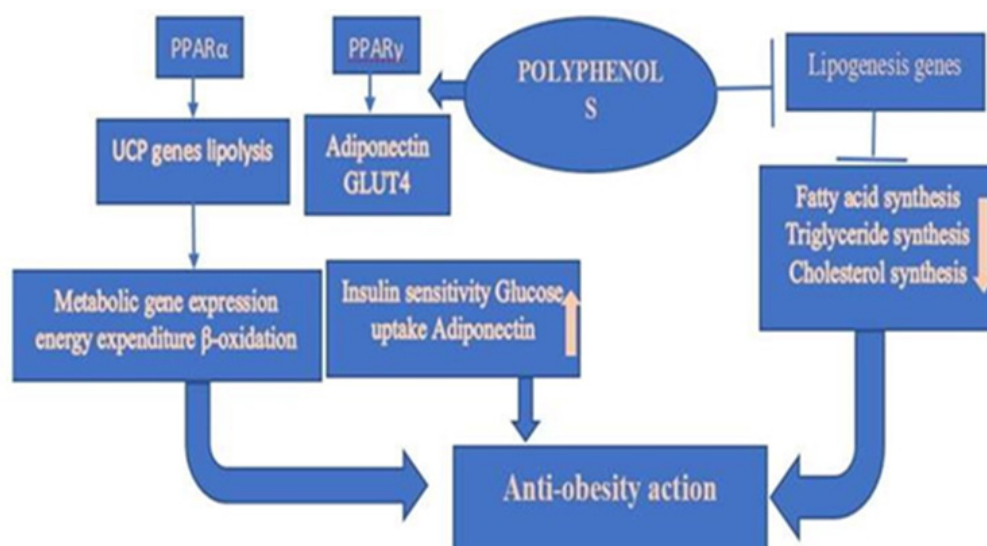 PPARα
PPARγ
POLYPHENOL
S
Lipogenesis genes
UCP genes lipolysis
Adiponectin
GLUT4
Fatty acid synthesis
Triglyceride synthesis
Cholesterol synthesis
Metabolic gene expression
energy expenditure β-oxidation
Insulin sensitivity Glucose
uptake Adiponectin
Anti-obesity action